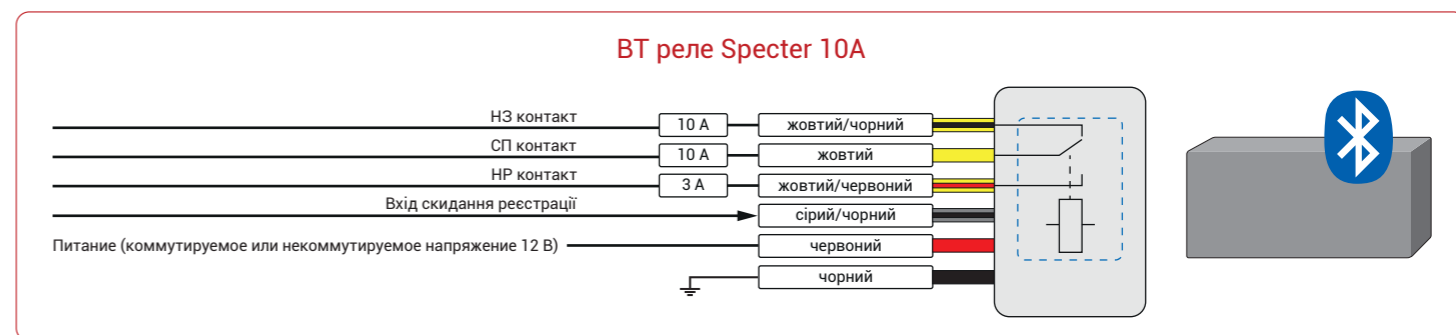 ВТ реле Specter 10А
НЗ контакт 10 А жовтий/чорний
СП контакт 10 А жовтий
НР контакт 3 А жовтий/червоний
Вхід скидання реєстрації сірий/чорний
Питание (коммутируемое или некоммутируемое напряжение 12 В) червоний
чорний